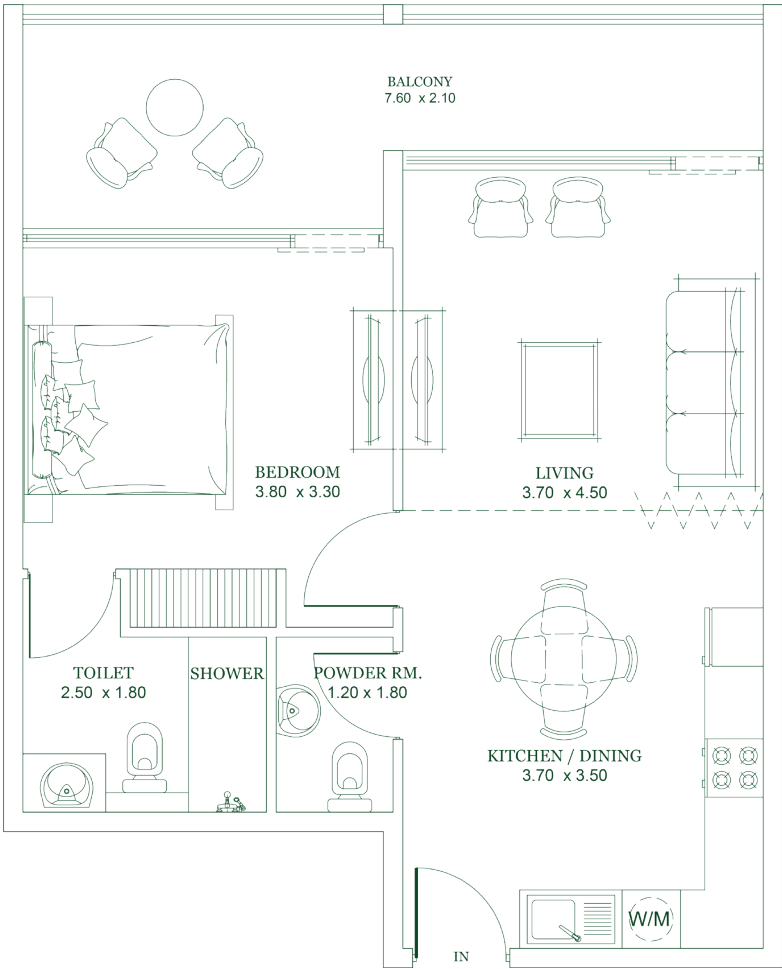 BALCONY
7.60 x 2.10
BEDROOM
3.80 x 3.30
LIVING
3.70 x 4.50
TOILET
2.50 x 1.80
SHOWER
POWDER RM.
1.20 x 1.80
KITCHEN / DINING
3.70 x 3.50
W/M
IN